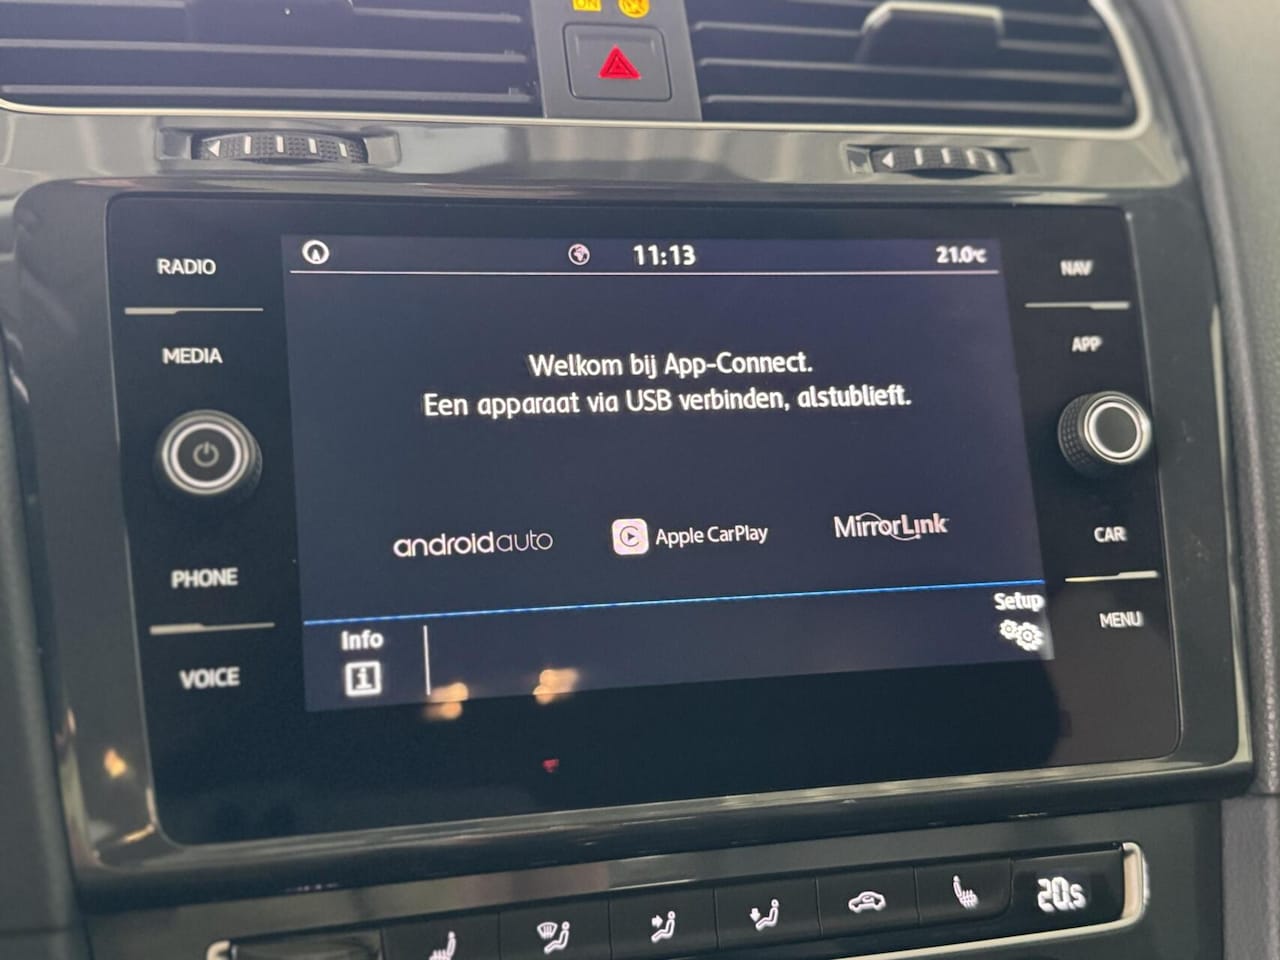 ON
RADIO
11:13
21.0°C
NAV
MEDIA
APP
Welkom bij App-Connect.
Een apparaat via USB verbinden, alstublieft.
androidauto
Apple CarPlay
MirrorLink
CAR
PHONE
Setup
MENU
Info
VOICE
20.5